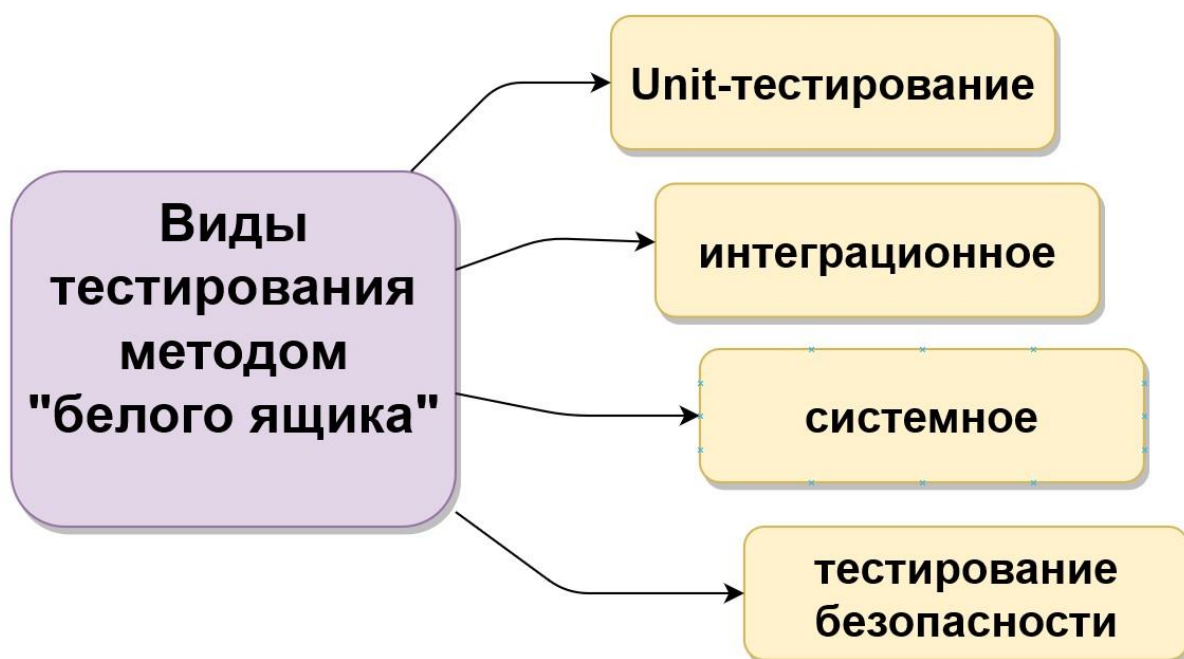 Unit-тестирование
Виды
тестирования
методом
"белого ящика"
интеграционное
системное
тестирование
безопасности